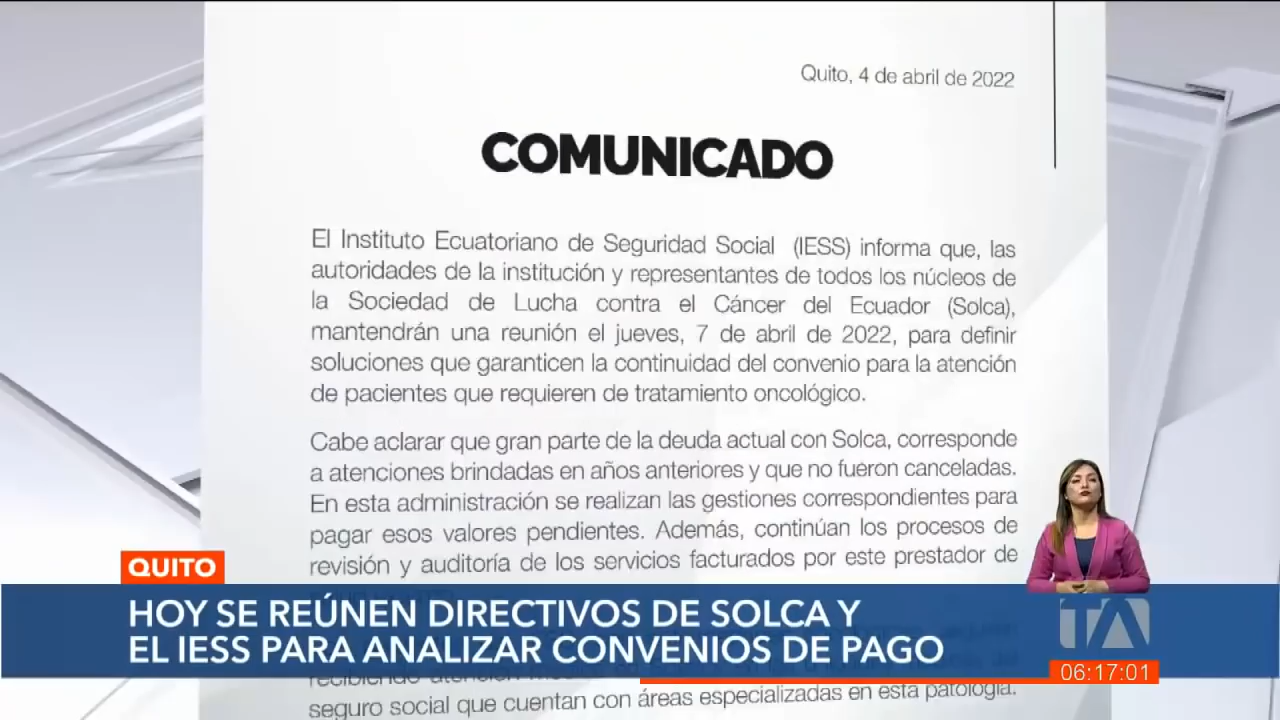 Quito, 4 de abril de 2022
COMUNICADO
El Instituto Ecuatoriano de Seguridad Social (IESS) informa que, las
autoridades de la institución y representantes de todos los núcleos de
la Sociedad de Lucha contra el Cáncer del Ecuador (Solca),
mantendrán una reunión el jueves, 7 de abril de 2022, para definir
soluciones que garanticen la continuidad del convenio para la atención
de pacientes que requieren de tratamiento oncológico.
Cabe aclarar que gran parte de la deuda actual con Solca, corresponde
a atenciones brindadas en años anteriores y que no fueron canceladas.
En esta administración se realizan las gestiones correspondientes para
pagar esos valores pendientes. Además, continúan los procesos de
revisión y auditoría de los servicios facturados por este prestador de
QUITO
HOY SE REÚNEN DIRECTIVOS DE SOLCA Y
EL IESS PARA ANALIZAR CONVENIOS DE PAGO
TA
06:17:01
recibiendo atención
seguro social que cuentan con áreas especializadas en esta patología.